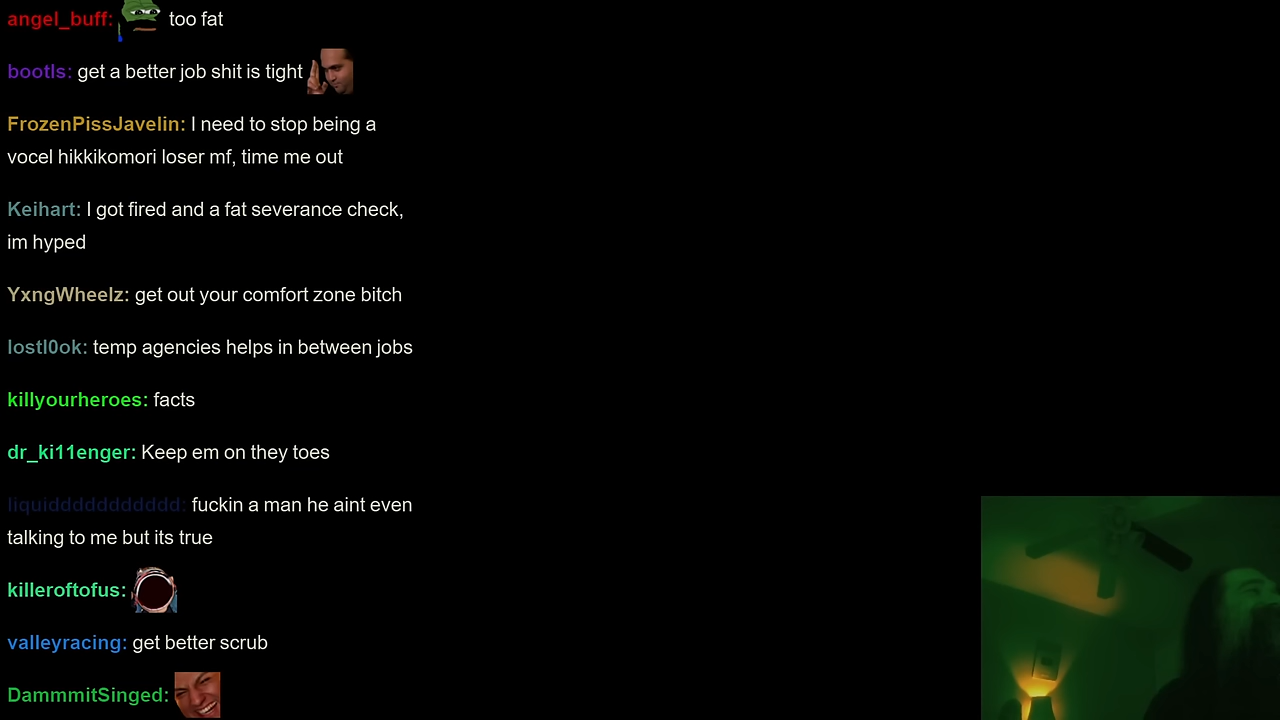 angel_buff: too fat
bootls: get a better job shit is tight
FrozenPissJavelin: I need to stop being a
vocel hikkikomori loser mf, time me out
Keihart: I got fired and a fat severance check,
im hyped
YxngWheelz: get out your comfort zone bitch
lostl0ok: temp agencies helps in between jobs
killyourheroes: facts
dr_ki11enger: Keep em on they toes
liquidddddddddddd: fuckin a man he aint even
talking to me but its true
killeroftofus:
valleyracing: get better scrub
DammmitSinged: